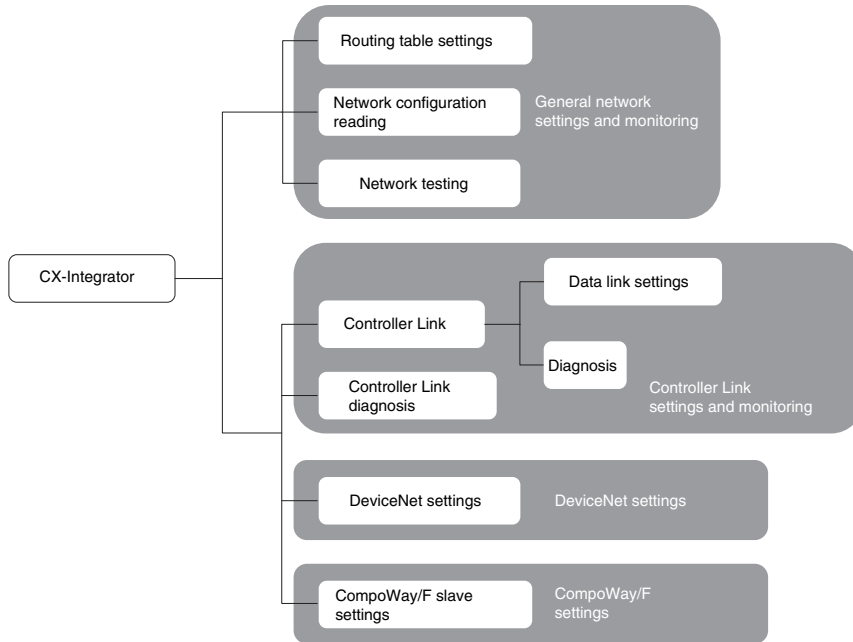 Routing table settings
Network configuration
reading
General network
settings and monitoring
Network testing
CX-Integrator
Data link settings
Controller Link
Diagnosis
Controller Link
diagnosis
Controller Link
settings and monitoring
DeviceNet settings
DeviceNet settings
CompoWay/F slave
settings
CompoWay/F
settings